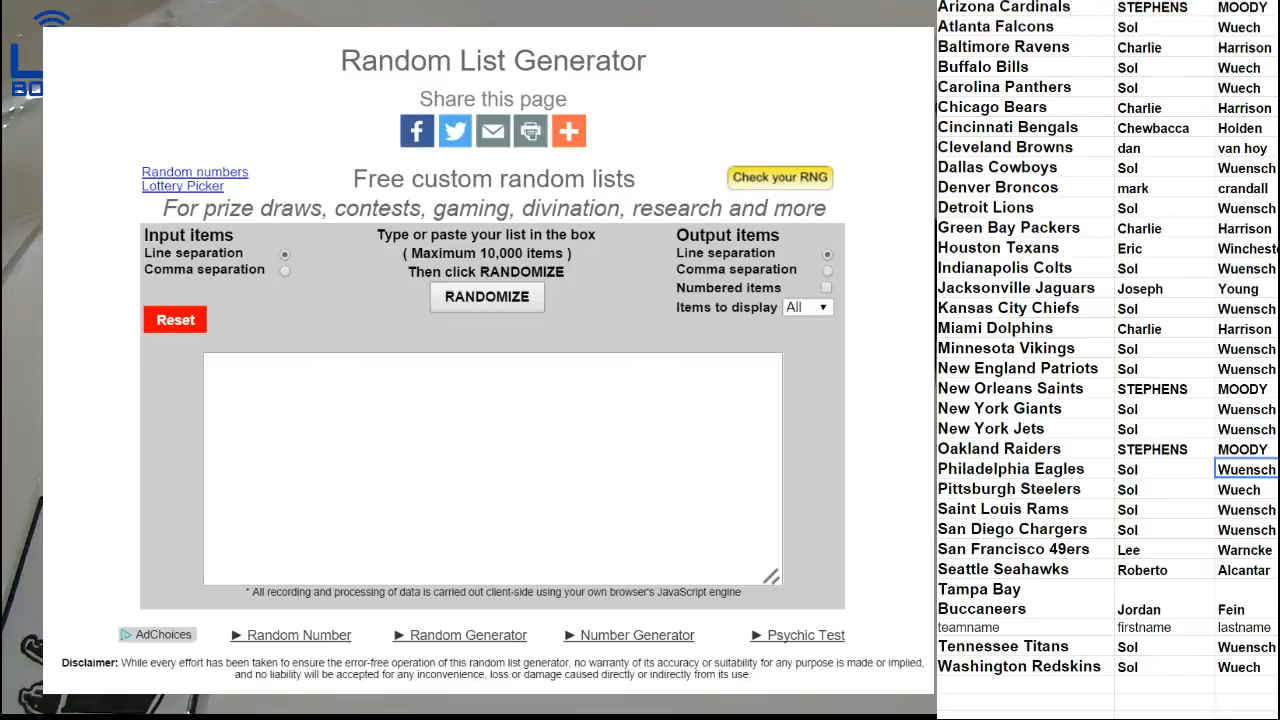 Random List Generator
Share this page
Random numbers
Lottery Picker
Free custom random lists
Check your RNG
For prize draws, contests, gaming, divination, research and more
Input items
Line separation
Comma separation
Reset
Type or paste your list in the box
( Maximum 10,000 items )
Then click RANDOMIZE
RANDOMIZE
Output items
Line separation
Comma separation
Numbered items
Items to display All
* All recording and processing of data is carried out client-side using your own browser's JavaScript engine
AdChoices
► Random Number
► Random Generator
► Number Generator
► Psychic Test
Disclaimer: While every effort has been taken to ensure the error-free operation of this random list generator, no warranty of its accuracy or suitability for any purpose is made or implied,
and no liability will be accepted for any inconvenience, loss or damage caused directly or indirectly from its use.
Arizona Cardinals STEPHENS MOODY
Atlanta Falcons Sol Wuech
Baltimore Ravens Charlie Harrison
Buffalo Bills Sol Wuech
Carolina Panthers Sol Wuech
Chicago Bears Charlie Harrison
Cincinnati Bengals Chewbacca Holden
Cleveland Browns dan van hoy
Dallas Cowboys Sol Wuensch
Denver Broncos mark crandall
Detroit Lions Sol Wuensch
Green Bay Packers Charlie Harrison
Houston Texans Eric Winchest
Indianapolis Colts Sol Wuensch
Jacksonville Jaguars Joseph Young
Kansas City Chiefs Sol Wuensch
Miami Dolphins Charlie Harrison
Minnesota Vikings Sol Wuensch
New England Patriots Sol Wuensch
New Orleans Saints STEPHENS MOODY
New York Giants Sol Wuensch
New York Jets Sol Wuensch
Oakland Raiders STEPHENS MOODY
Philadelphia Eagles Sol Wuensch
Pittsburgh Steelers Sol Wuech
Saint Louis Rams Sol Wuensch
San Diego Chargers Sol Wuensch
San Francisco 49ers Lee Warncke
Seattle Seahawks Roberto Alcantar
Tampa Bay
Buccaneers Jordan Fein
teamname firstname lastname
Tennessee Titans Sol Wuensch
Washington Redskins Sol Wuech